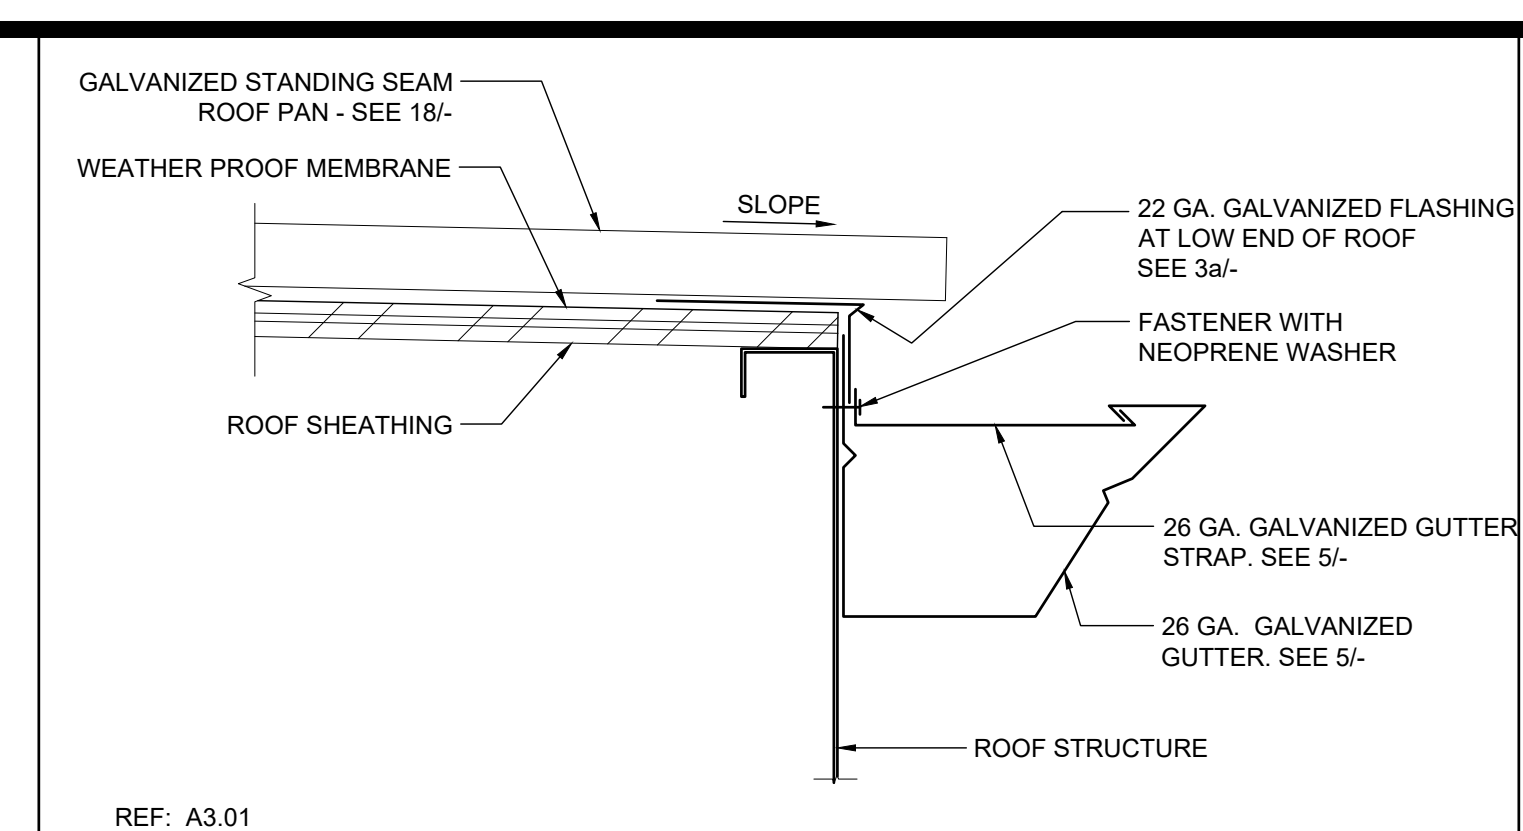 GALVANIZED STANDING SEAM
ROOF PAN - SEE 18/-
WEATHER PROOF MEMBRANE
SLOPE
22 GA. GALVANIZED FLASHING
AT LOW END OF ROOF
SEE 3a/-
FASTENER WITH
NEOPRENE WASHER
ROOF SHEATHING
26 GA. GALVANIZED GUTTER
STRAP. SEE 5/-
26 GA. GALVANIZED
GUTTER. SEE 5/-
ROOF STRUCTURE
REF: A3.01